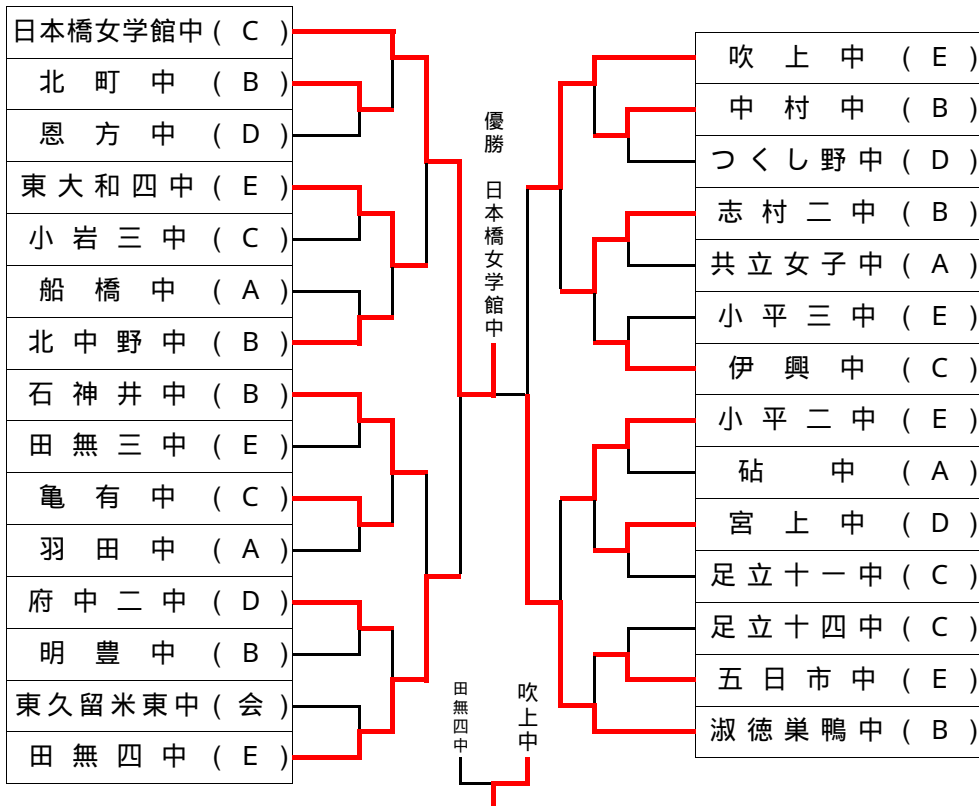 日本橋女学館中 ( C )
北町中 ( B )
恩方中 ( D )
東大和四中 ( E )
小岩三中 ( C )
船橋中 ( A )
北中野中 ( B )
石神井中 ( B )
田無三中 ( E )
亀有中 ( C )
羽田中 ( A )
府中二中 ( D )
明豊中 ( B )
東久留米東中 ( 会 )
田無四中 ( E )
優勝 日本橋女学館中
田無四中
吹上中
吹上中 ( E )
中村中 ( B )
つくし野中 ( D )
志村二中 ( B )
共立女子中 ( A )
小平三中 ( E )
伊興中 ( C )
小平二中 ( E )
砧中 ( A )
宮上中 ( D )
足立十一中 ( C )
足立十四中 ( C )
五日市中 ( E )
淑徳巣鴨中 ( B )